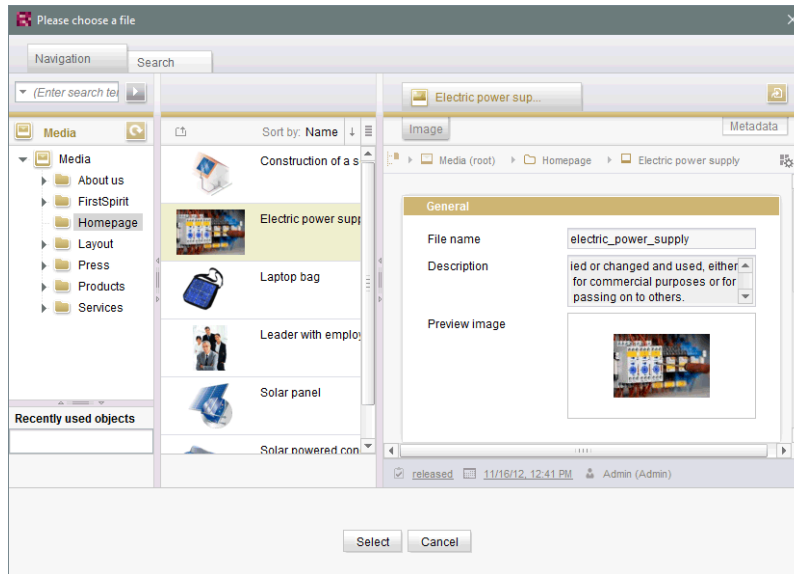 Please choose a file
Navigation
Search
(Enter search te
Media
Media
About us
FirstSpirit
Homepage
Layout
Press
Products
Services
Recently used objects
Sort by: Name
Construction of a s
Electric power supp
Laptop bag
Leader with employ
Solar panel
Solar powered con
Electric power sup...
Image
Metadata
Media (root)
Homepage
Electric power supply
General
File name
electric_power_supply
Description
ied or changed and used, either
for commercial purposes or for
passing on to others.
Preview image
released
11/16/12, 12:41 PM
Admin (Admin)
Select
Cancel